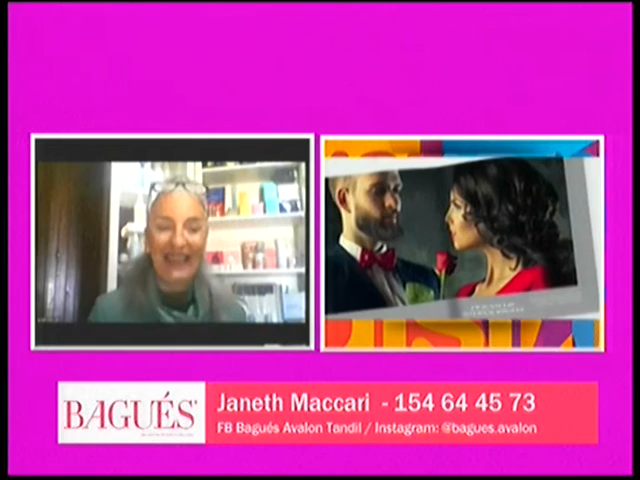 BAGUÉS
Janeth Maccari - 154 64 45 73
FB Bagués Avalon Tandil / Instagram: @bagues.avalon